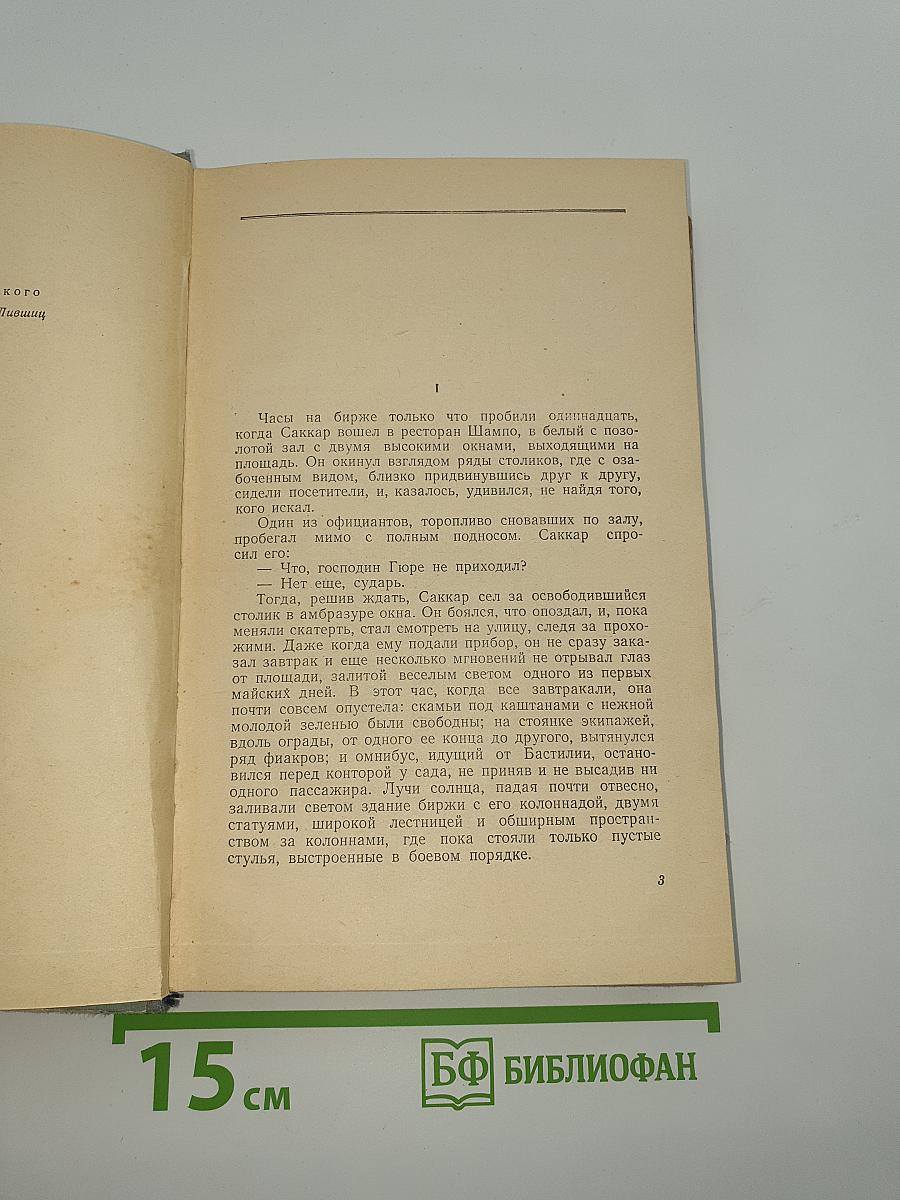 кого
Лившиц
I
Часы на бирже только что пробили одиннадцать,
когда Саккар вошел в ресторан Шампо, в белый с позо-
лотой зал с двумя высокими окнами, выходящими на
площадь. Он окинул взглядом ряды столиков, где с оза-
боченным видом, близко придвинувшись друг к другу,
сидели посетители, и, казалось, удивился, не найдя того,
кого искал.
Один из официантов, торопливо сновавших по залу,
пробегал мимо с полным подносом. Саккар спро-
сил его:
— Что, господин Гюре не приходил?
— Нет еще, сударь.
Тогда, решив ждать, Саккар сел за освободившийся
столик в амбразуре окна. Он боялся, что опоздал, и, пока
меняли скатерть, стал смотреть на улицу, следя за прохо-
жими. Даже когда ему подали прибор, он не сразу зака-
зал завтрак и еще несколько мгновений не отрывал глаз
от площади, залитой веселым светом одного из первых
майских дней. В этот час, когда все завтракали, она
почти совсем опустела: скамьи под каштанами с нежной
молодой зеленью были свободны; на стоянке экипажей,
вдоль ограды, от одного ее конца до другого, вытянулся
ряд фиакров; и омнибус, идущий от Бастилии, остано-
вился перед конторой у сада, не приняв и не высадив ни
одного пассажира. Лучи солнца, падая почти отвесно,
заливали светом здание биржи с его колоннадой, двумя
статуями, широкой лестницей и обширным простран-
ством за колоннами, где пока стояли только пустые
стулья, выстроенные в боевом порядке.
3
15 см
БФ БИБЛИОФАН